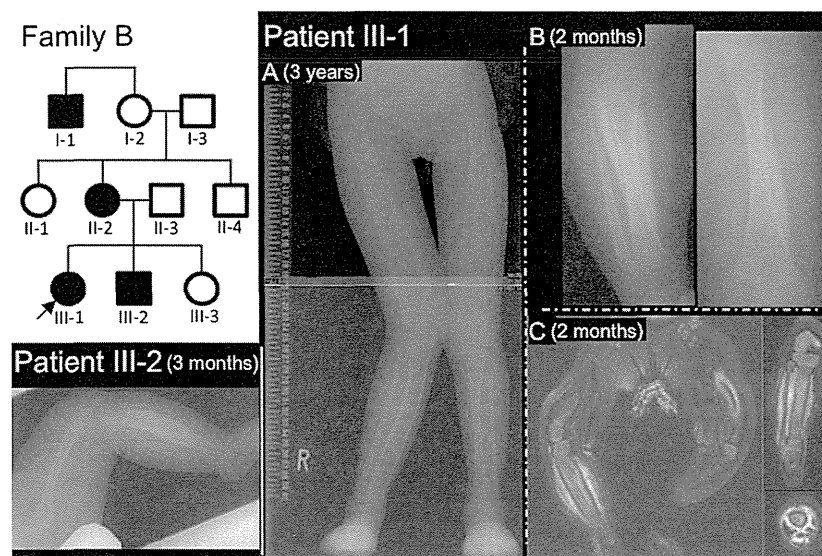 Family B
I-1 I-2 I-3
II-1 II-2 II-3 II-4
III-1 III-2 III-3
Patient III-2 (3 months)
Patient III-1
A (3 years)
R
B (2 months)
C (2 months)